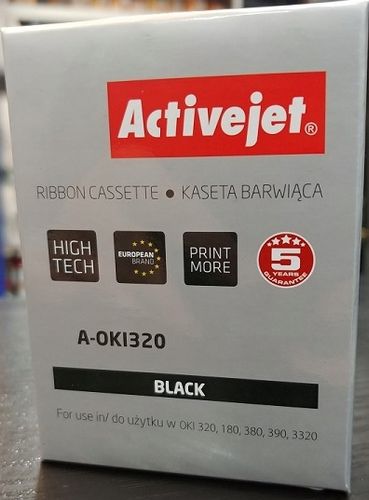 Activejet®
RIBBON CASSETTE • KASETA BARWIĄCA
HIGH TECH
EUROPEAN BRAND
PRINT MORE
5 YEARS GUARANTEE
A-OKI320
BLACK
For use in/ do użytku w OKI 320, 180, 380, 390, 3320